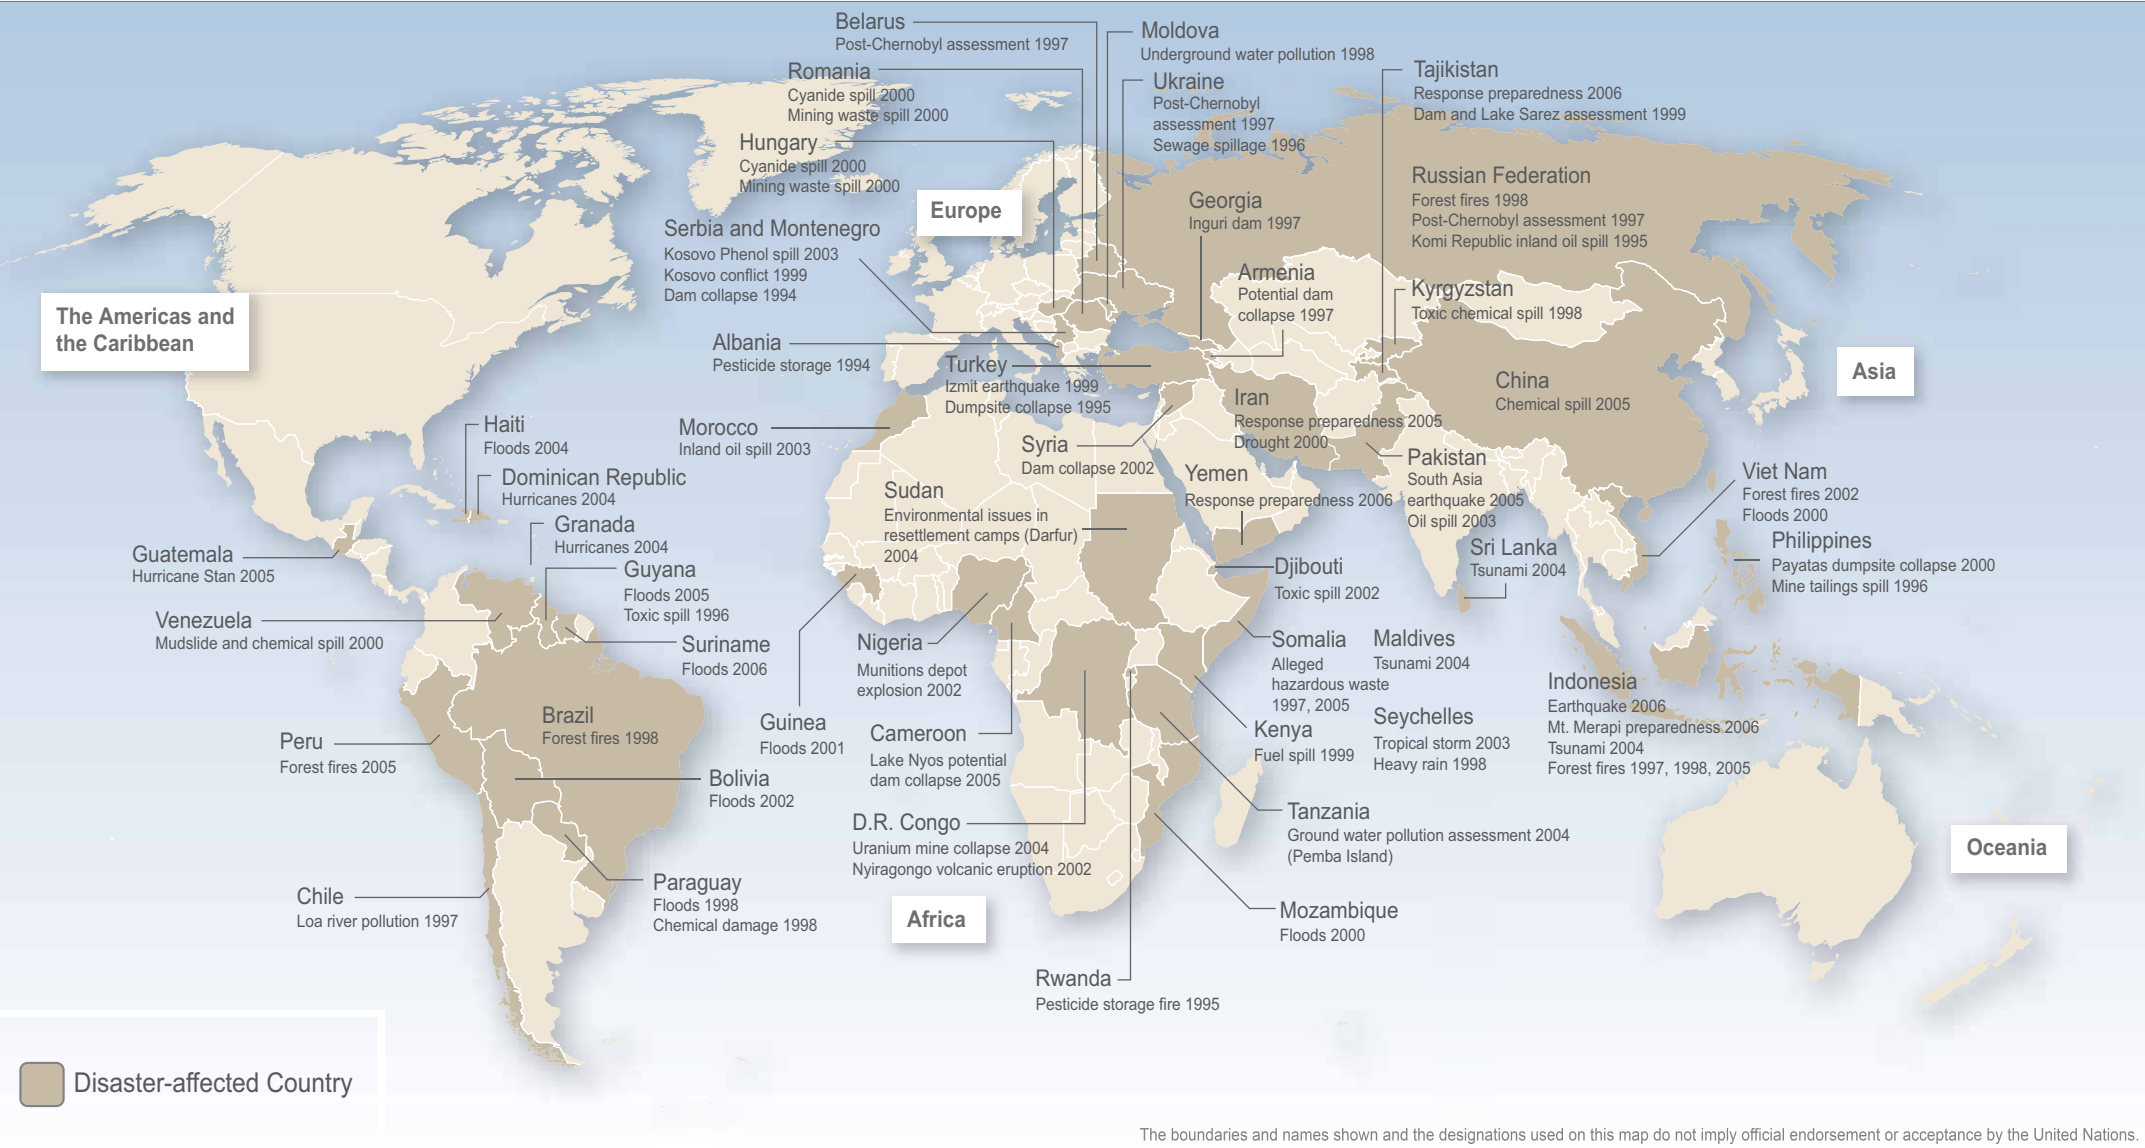 Belarus
Post-Chernobyl assessment 1997
Moldova
Underground water pollution 1998
Romania
Cyanide spill 2000
Mining waste spill 2000
Ukraine
Post-Chernobyl
assessment 1997
Sewage spillage 1996
Tajikistan
Response preparedness 2006
Dam and Lake Sarez assessment 1999
Hungary
Cyanide spill 2000
Mining waste spill 2000
Europe
Georgia
Inguri dam 1997
Russian Federation
Forest fires 1998
Post-Chernobyl assessment 1997
Komi Republic inland oil spill 1995
Serbia and Montenegro
Kosovo Phenol spill 2003
Kosovo conflict 1999
Dam collapse 1994
Armenia
Potential dam
collapse 1997
Kyrgyzstan
Toxic chemical spill 1998
The Americas and
the Caribbean
Albania
Pesticide storage 1994
Turkey
Izmit earthquake 1999
Dumpsite collapse 1995
Asia
China
Chemical spill 2005
Iran
Response preparedness 2005
Drought 2000
Haiti
Floods 2004
Morocco
Inland oil spill 2003
Syria
Dam collapse 2002
Pakistan
South Asia
earthquake 2005
Oil spill 2003
Dominican Republic
Hurricanes 2004
Sudan
Environmental issues in
resettlement camps (Darfur)
2004
Yemen
Response preparedness 2006
Viet Nam
Forest fires 2002
Floods 2000
Granada
Hurricanes 2004
Guatemala
Hurricane Stan 2005
Sri Lanka
Tsunami 2004
Philippines
Payatas dumpsite collapse 2000
Mine tailings spill 1996
Guyana
Floods 2005
Toxic spill 1996
Djibouti
Toxic spill 2002
Venezuela
Mudslide and chemical spill 2000
Suriname
Floods 2006
Nigeria
Munitions depot
explosion 2002
Somalia
Alleged
hazardous waste
1997, 2005
Maldives
Tsunami 2004
Indonesia
Earthquake 2006
Mt. Merapi preparedness 2006
Tsunami 2004
Forest fires 1997, 1998, 2005
Brazil
Forest fires 1998
Guinea
Floods 2001
Seychelles
Tropical storm 2003
Heavy rain 1998
Peru
Forest fires 2005
Cameroon
Lake Nyos potential
dam collapse 2005
Kenya
Fuel spill 1999
Bolivia
Floods 2002
D.R. Congo
Uranium mine collapse 2004
Nyiragongo volcanic eruption 2002
Tanzania
Ground water pollution assessment 2004
(Pemba Island)
Oceania
Chile
Loa river pollution 1997
Paraguay
Floods 1998
Chemical damage 1998
Africa
Mozambique
Floods 2000
Rwanda
Pesticide storage fire 1995
Disaster-affected Country
The boundaries and names shown and the designations used on this map do not imply official endorsement or acceptance by the United Nations.